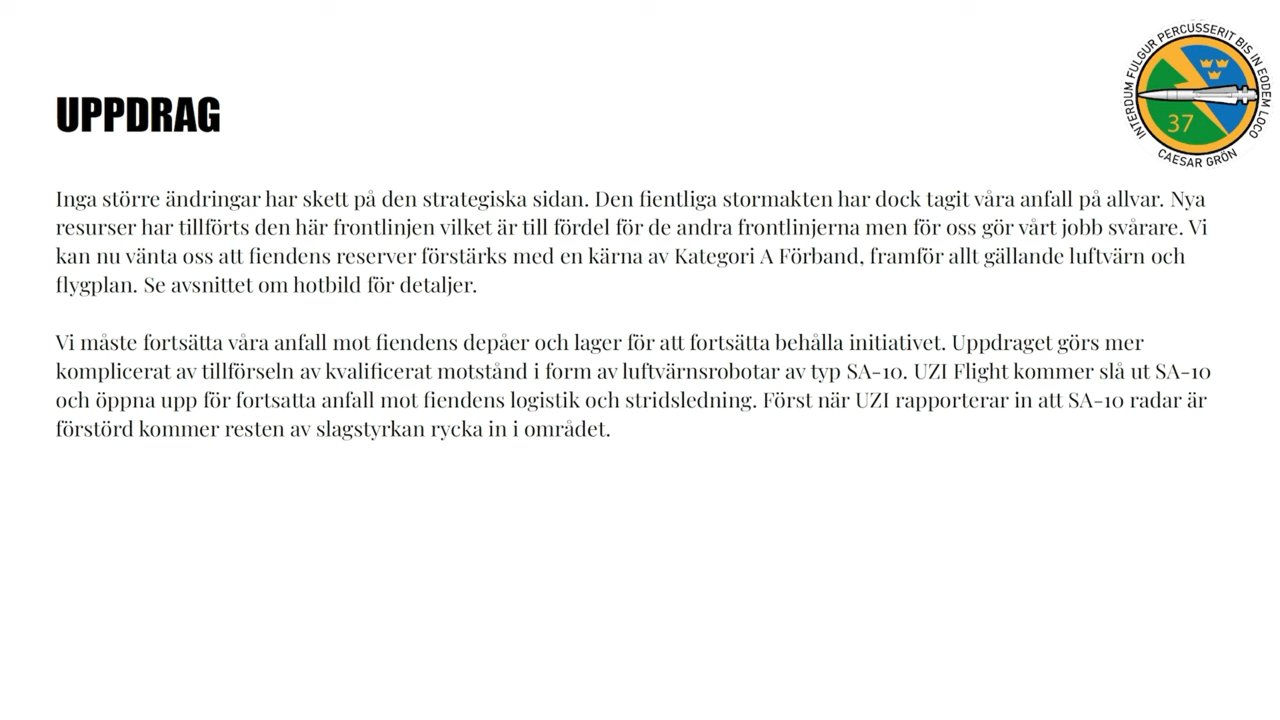 INTERDUM FULGUR PERCUSSERIT BIS IN EODEM LOCO
37
CAESAR GRÖN
UPPDRAG
Inga större ändringar har skett på den strategiska sidan. Den fientliga stormakten har dock tagit våra anfall på allvar. Nya
resurser har tillförts den här frontlinjen vilket är till fördel för de andra frontlinjerna men för oss gör vårt jobb svårare. Vi
kan nu vänta oss att fiendens reserver förstärks med en kärna av Kategori A Förband, framför allt gällande luftvärn och
flygplan. Se avsnittet om hotbild för detaljer.
Vi måste fortsätta våra anfall mot fiendens depåer och lager för att fortsätta behålla initiativet. Uppdraget görs mer
komplicerat av tillförseln av kvalificerat motstånd i form av luftvärnsrobotar av typ SA-10. UZI Flight kommer slå ut SA-10
och öppna upp för fortsatta anfall mot fiendens logistik och stridsledning. Först när UZI rapporterar in att SA-10 radar är
förstörd kommer resten av slagstyrkan rycka in i området.